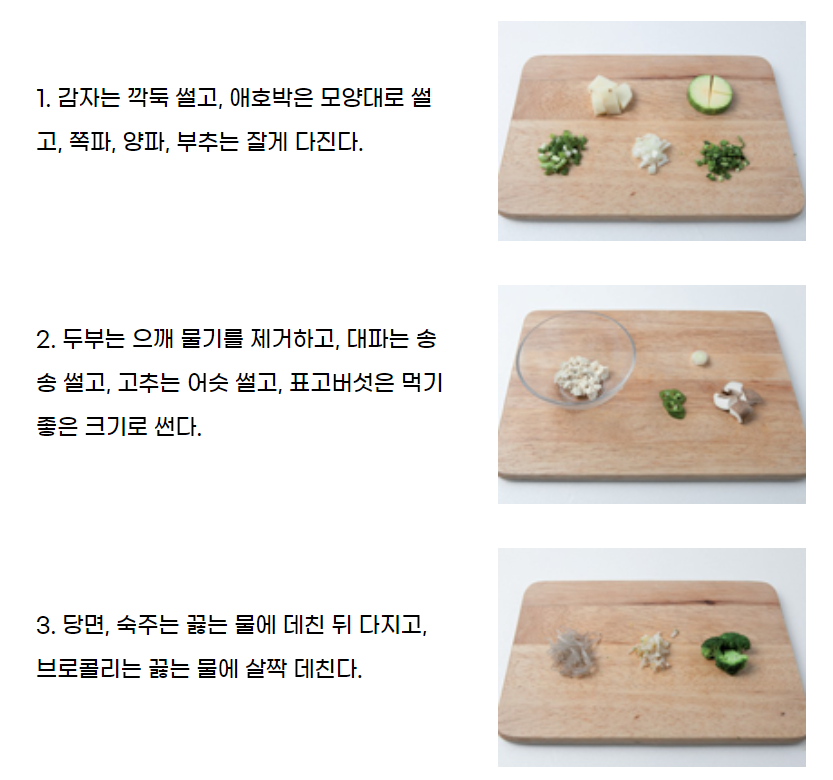 1. 감자는 깍둑 썰고, 애호박은 모양대로 썰
고, 쪽파, 양파, 부추는 잘게 다진다.
2. 두부는 으깨 물기를 제거하고, 대파는 송
송 썰고, 고추는 어슷 썰고, 표고버섯은 먹기
좋은 크기로 썬다.
3. 당면, 숙주는 끓는 물에 데친 뒤 다지고,
브로콜리는 끓는 물에 살짝 데친다.